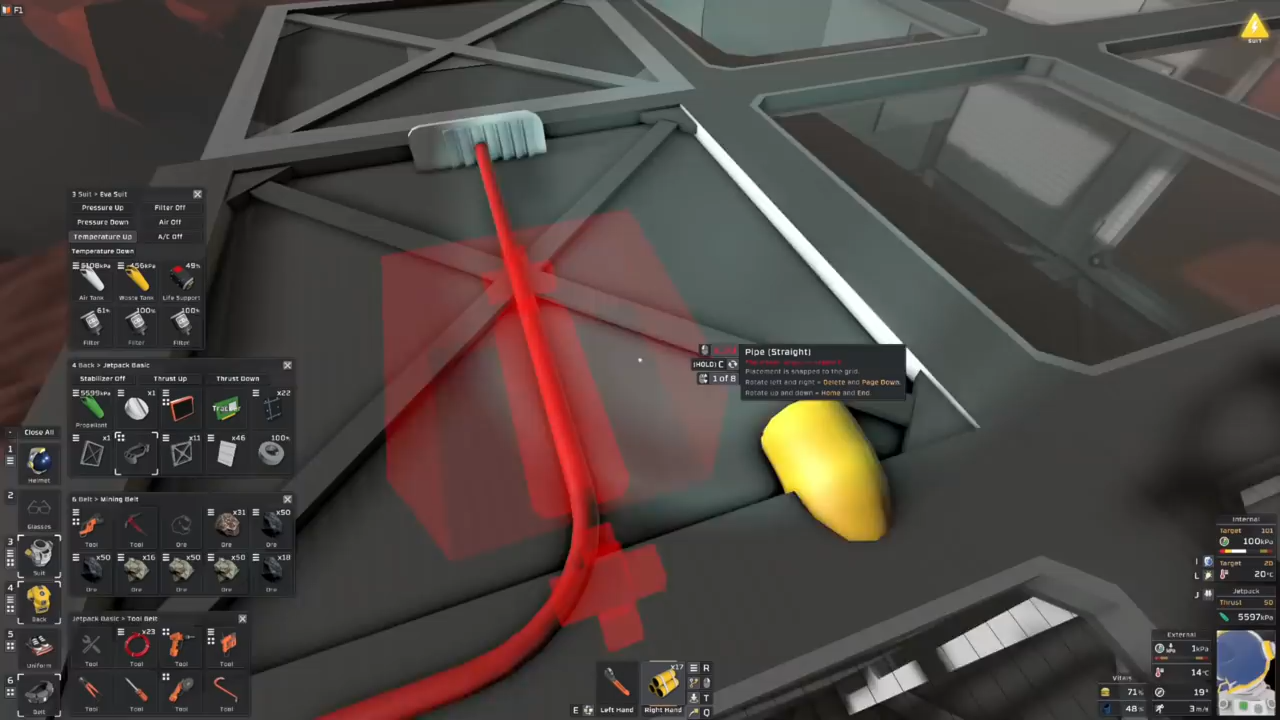 F1
SUIT
3 Suit > Eva Suit
Pressure Up
Filter Off
Pressure Down
Air Off
Temperature Up
A/C Off
Temperature Down
456kPa
49%
Air Tank
Waste Tank
Life Support
61%
100%
100%
Filter
Filter
Filter
4 Back > Jetpack Basic
Stabilizer Off
Thrust Up
Thrust Down
5599kPa
x1
x22
Tracker
Propellant
x1
x11
x46
100%
Close All
1
Helmet
2
Glasses
3
Suit
4
Back
5
Uniform
6
Belt
6 Belt > Mining Belt
x31
x50
Tool
Tool
Ore
Ore
Ore
x50
x16
x50
x50
x18
Ore
Ore
Ore
Ore
Ore
Jetpack Basic > Tool Belt
x23
Tool
Tool
Tool
Tool
Tool
Tool
Tool
Tool
(HOLD) C
1 of 8
Pipe (Straight)
Placement is snapped to the grid.
Rotate left and right = Delete and Page Down.
Rotate up and down = Home and End.
E
Left Hand
x17
Right Hand
R
T
Q
Internal
Target 101
100kPa
Target 20
20°C
I
L
J
Jetpack
Thrust 50
5597kPa
External
1kPa
14°C
19°
3 m/s
Vitals
71%
48%